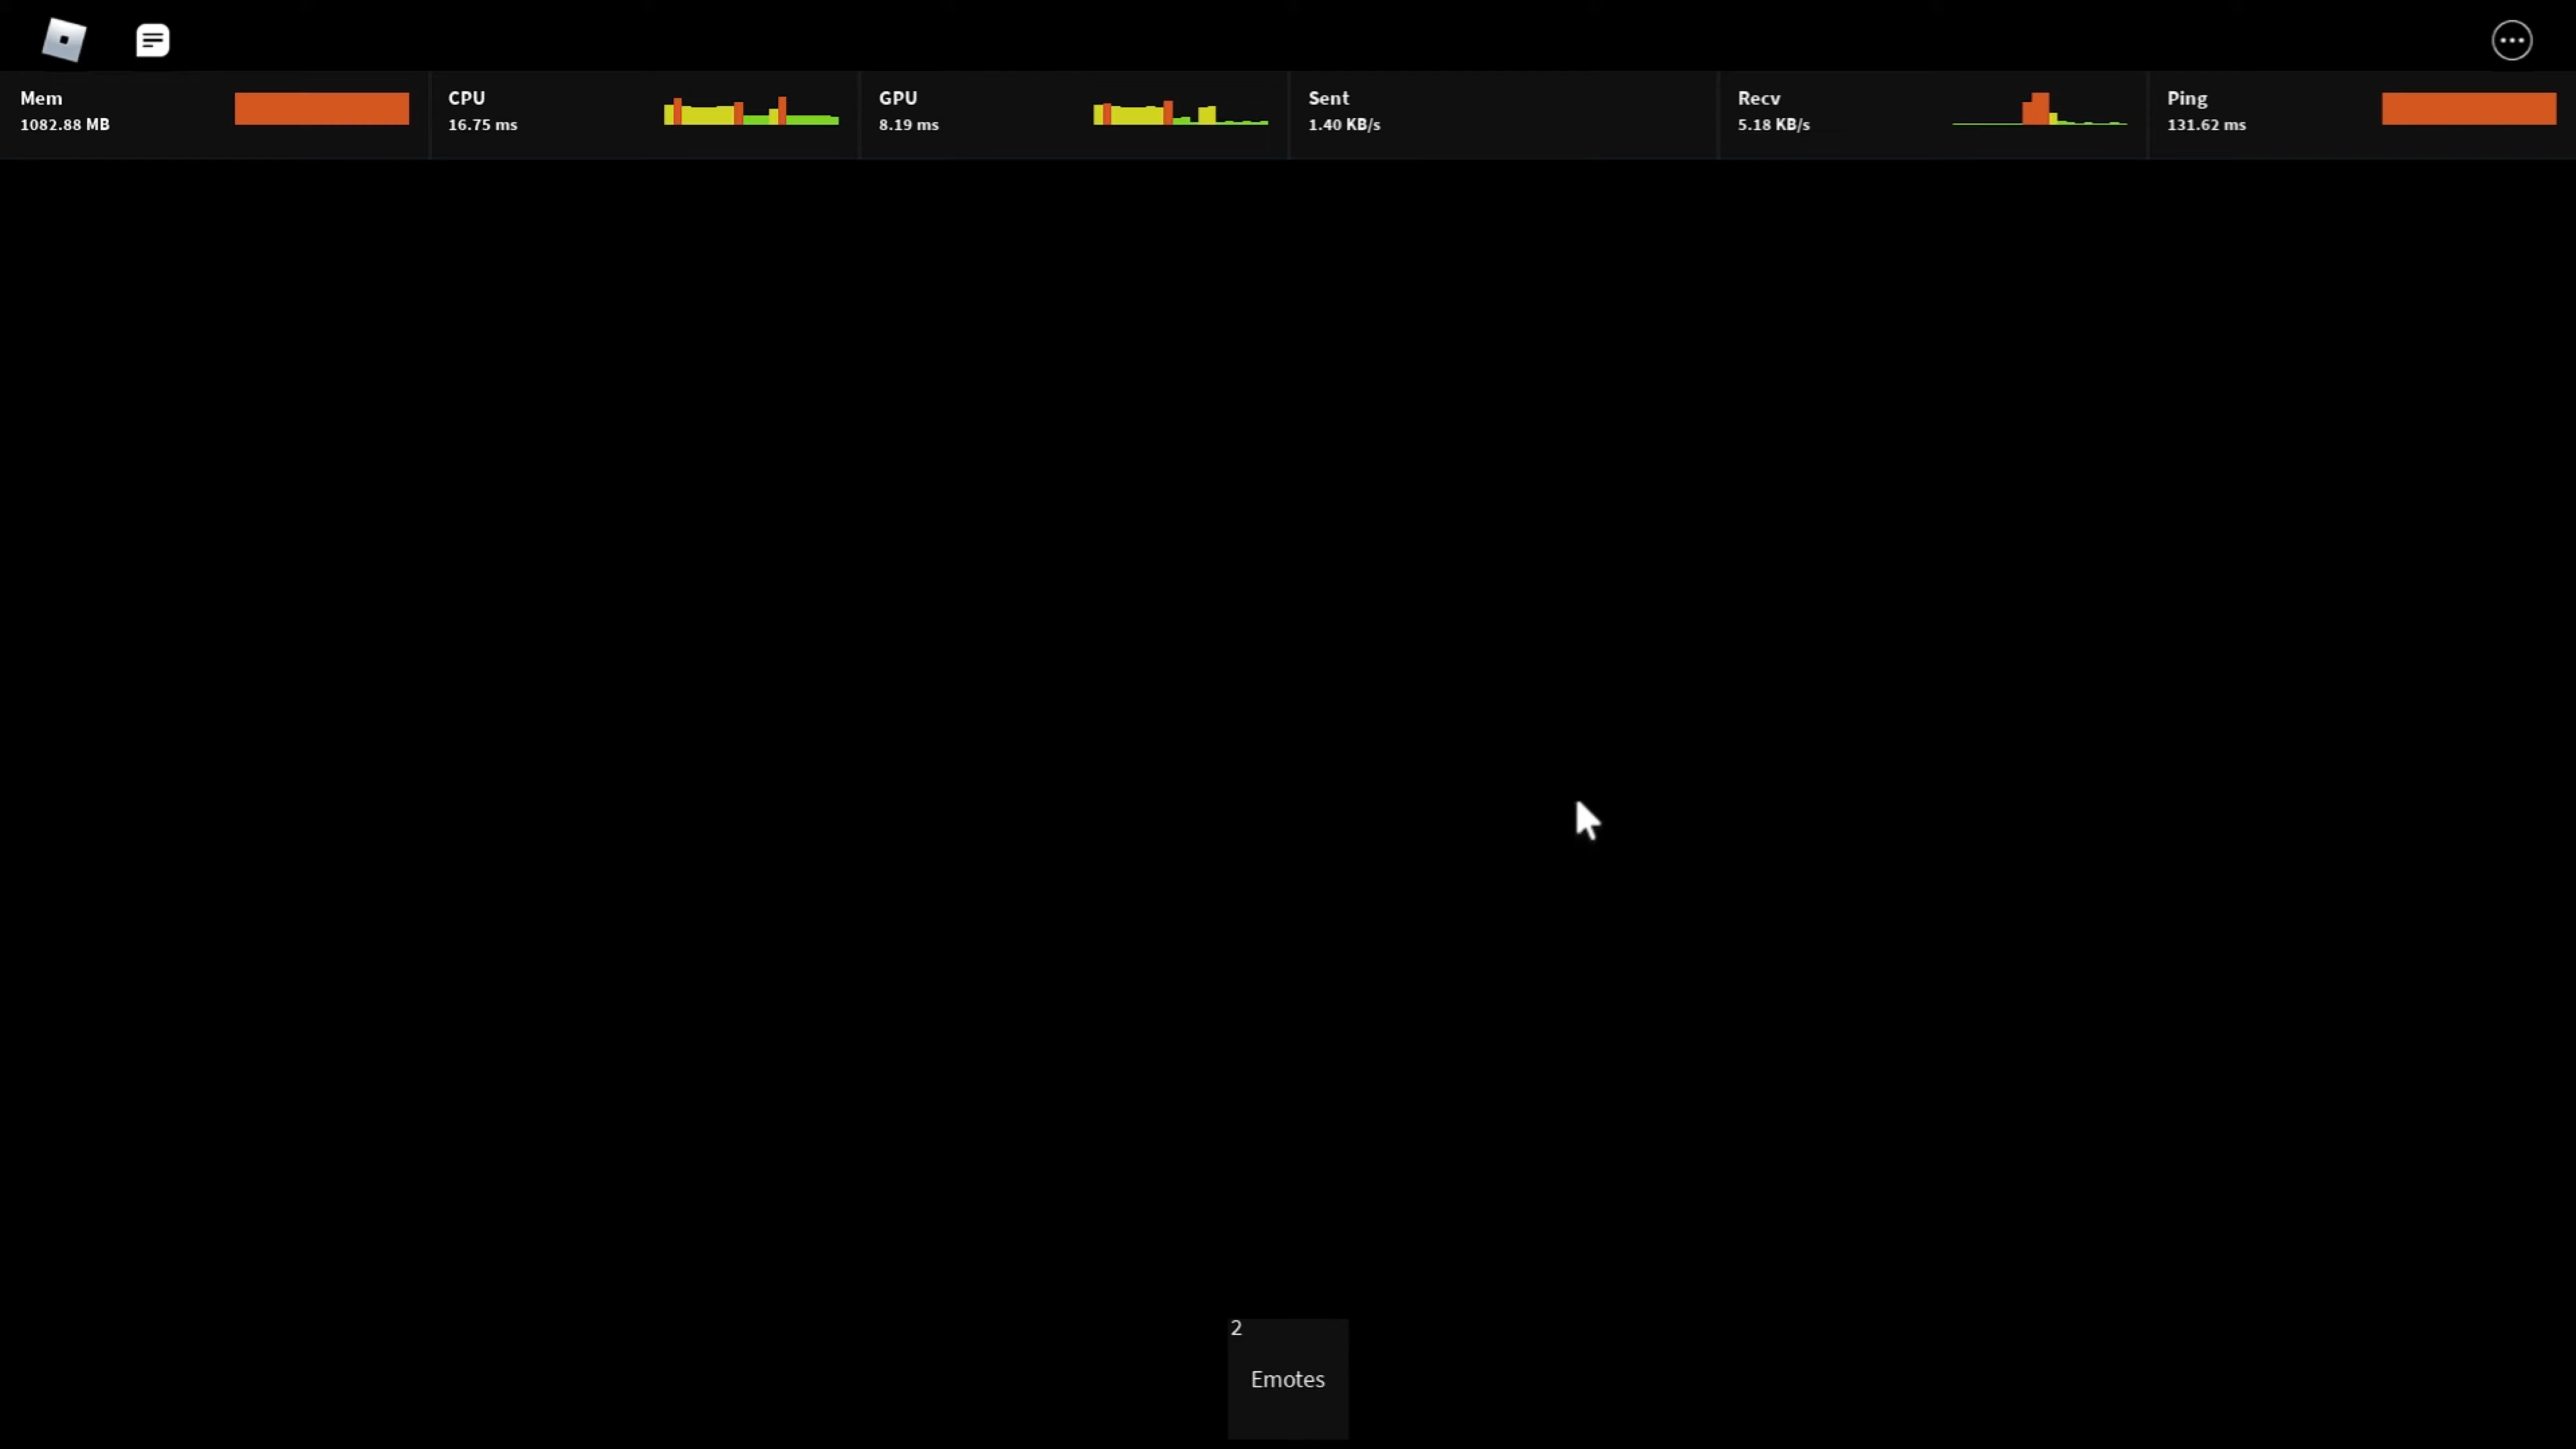 Mem
1082.88 MB
CPU
16.75 ms
GPU
8.19 ms
Sent
1.40 KB/s
Recv
5.18 KB/s
Ping
131.62 ms
2
Emotes